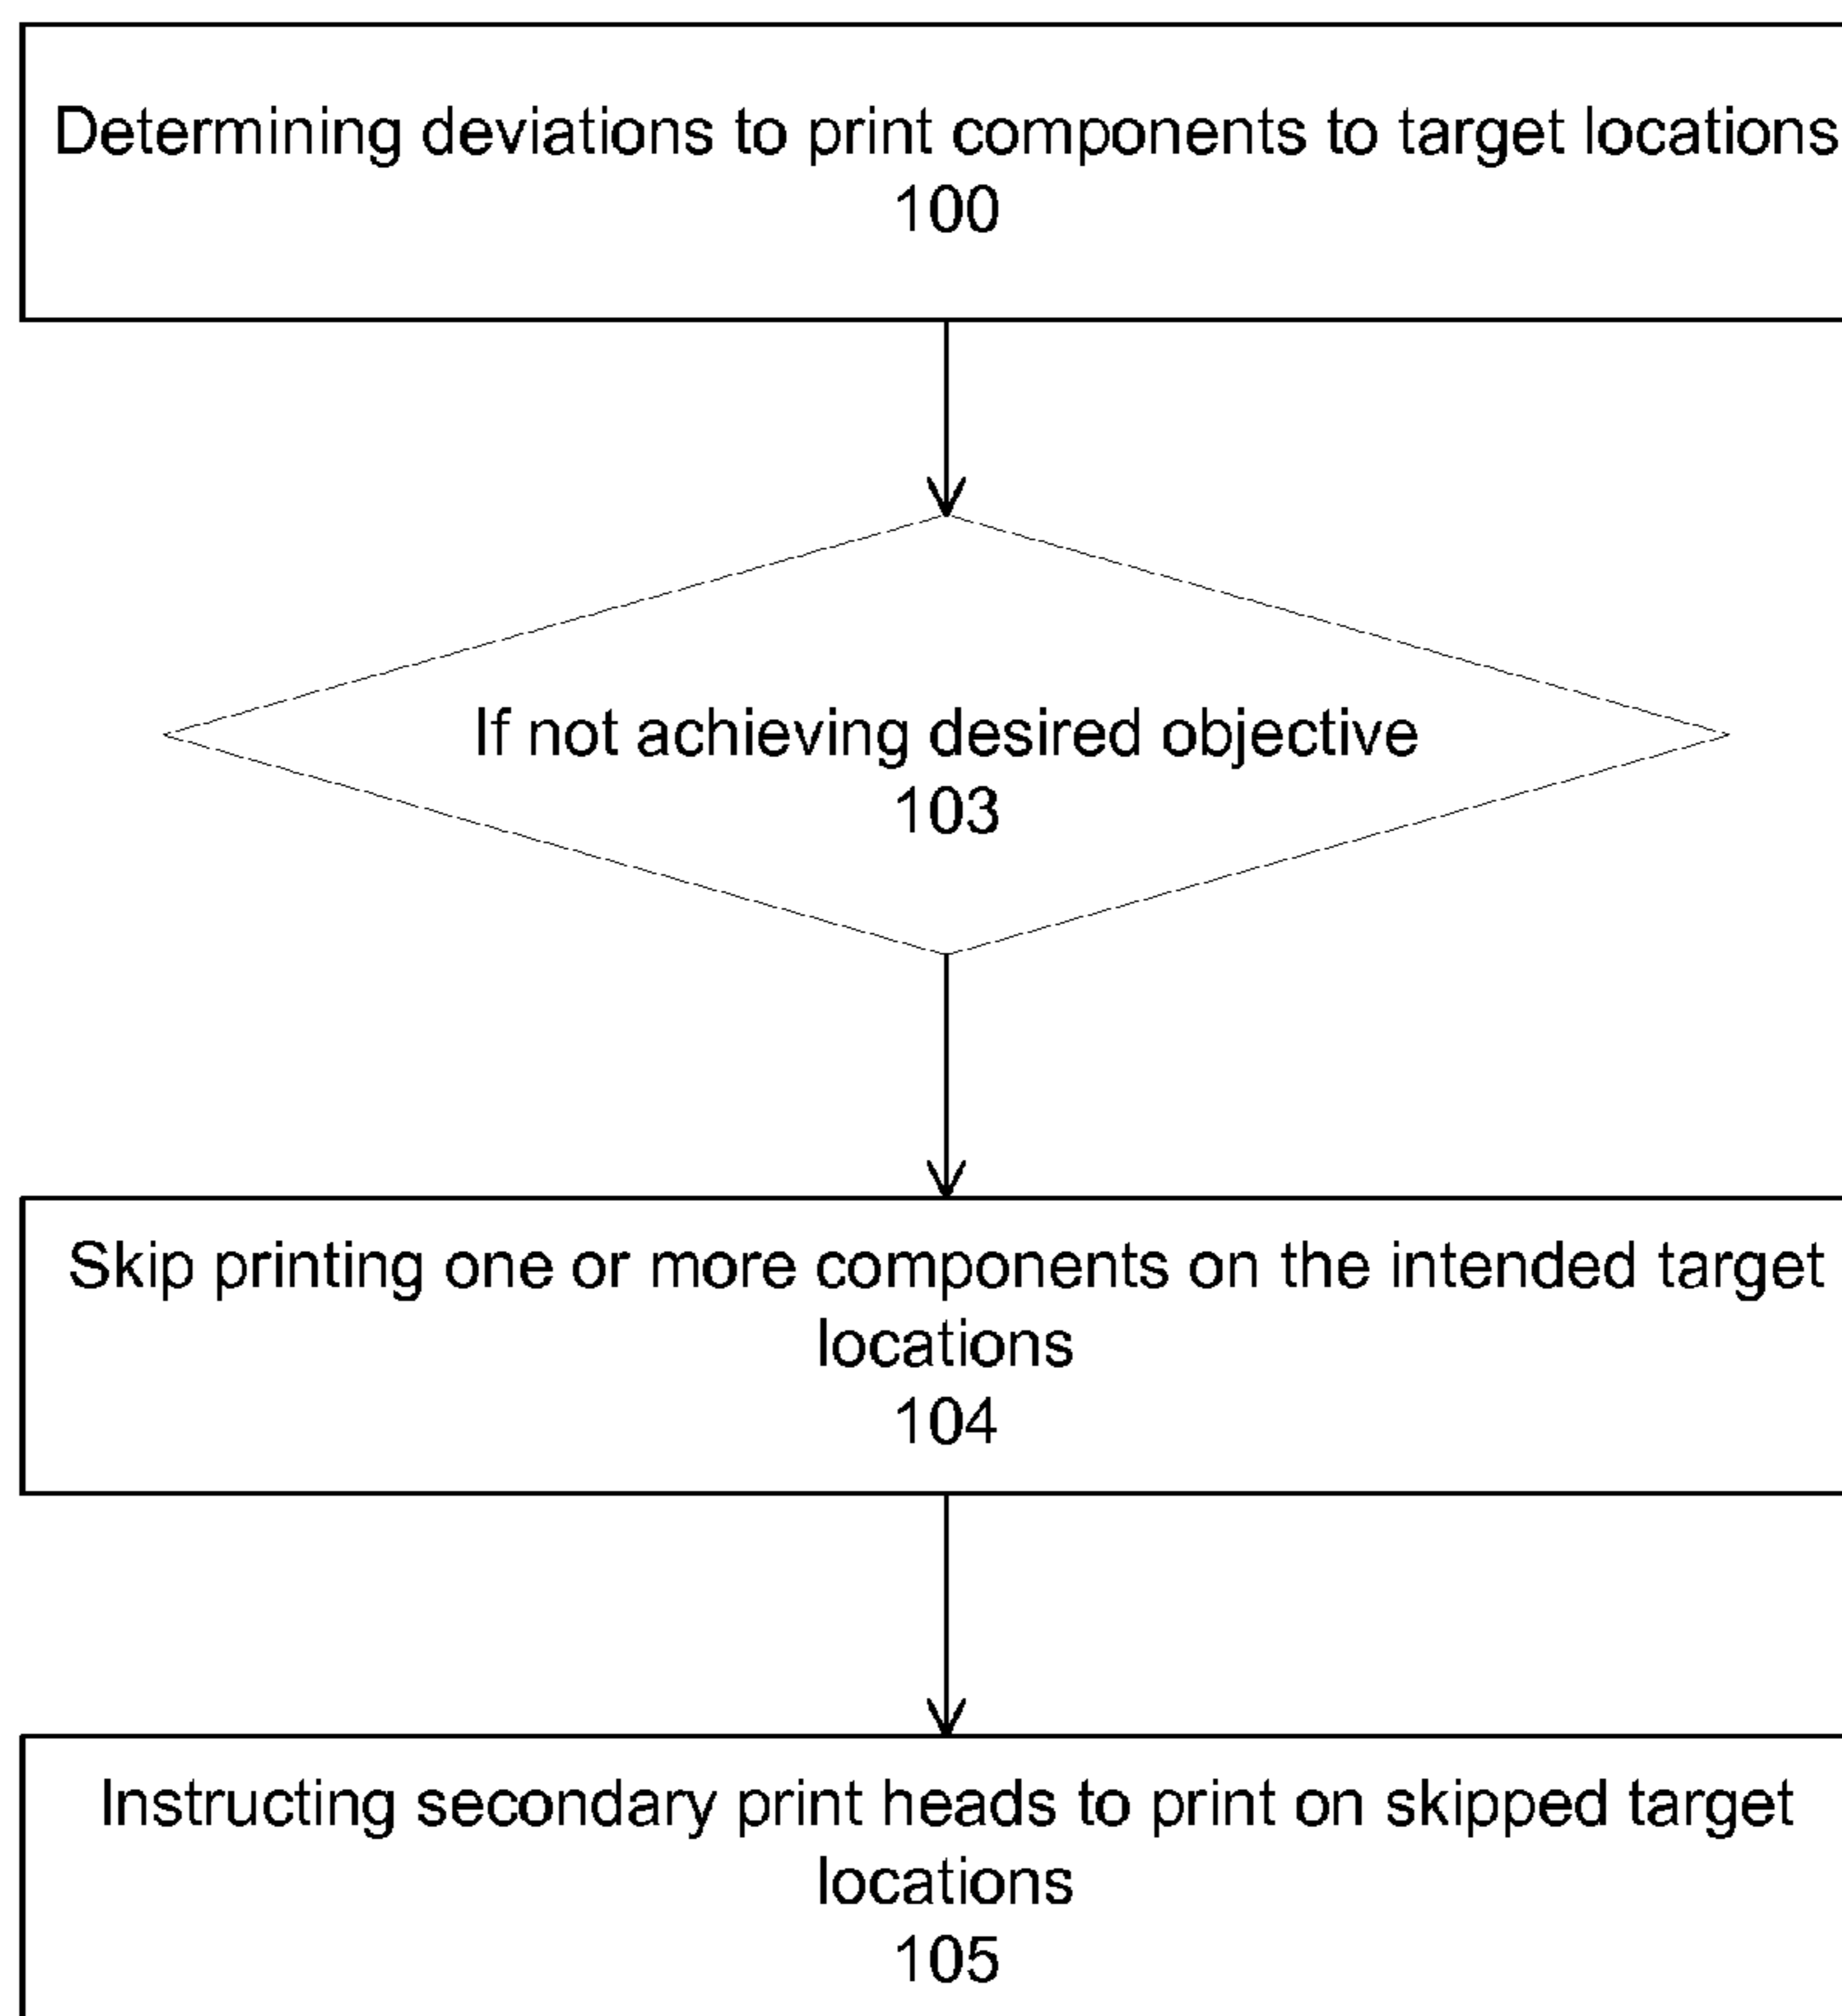 Determining deviations to print components to target locations
100
If not achieving desired objective
103
Skip printing one or more components on the intended target
locations
104
Instructing secondary print heads to print on skipped target
locations
105